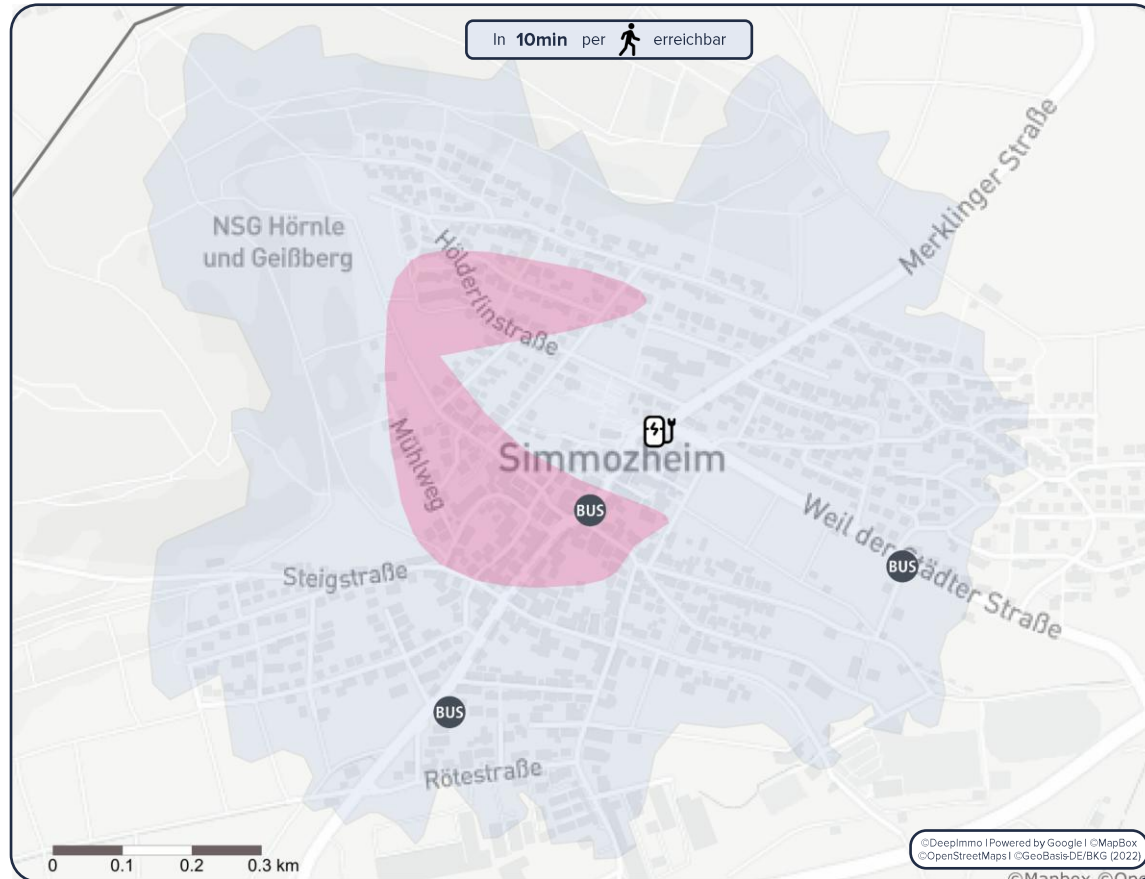 In 10min per erreichbar
Merklinger Straße
NSG Hörnle
und Geißberg
Hölderlinstraße
Mühlweg
Simmozheim
BUS
Weil der Städter Straße
BUS
Steigstraße
BUS
Rötestraße
0 0.1 0.2 0.3 km
©DeepImmo | Powered by Google | ©MapBox
©OpenStreetMaps | ©GeoBasis-DE/BKG (2022)
©Mapbox ©Ope